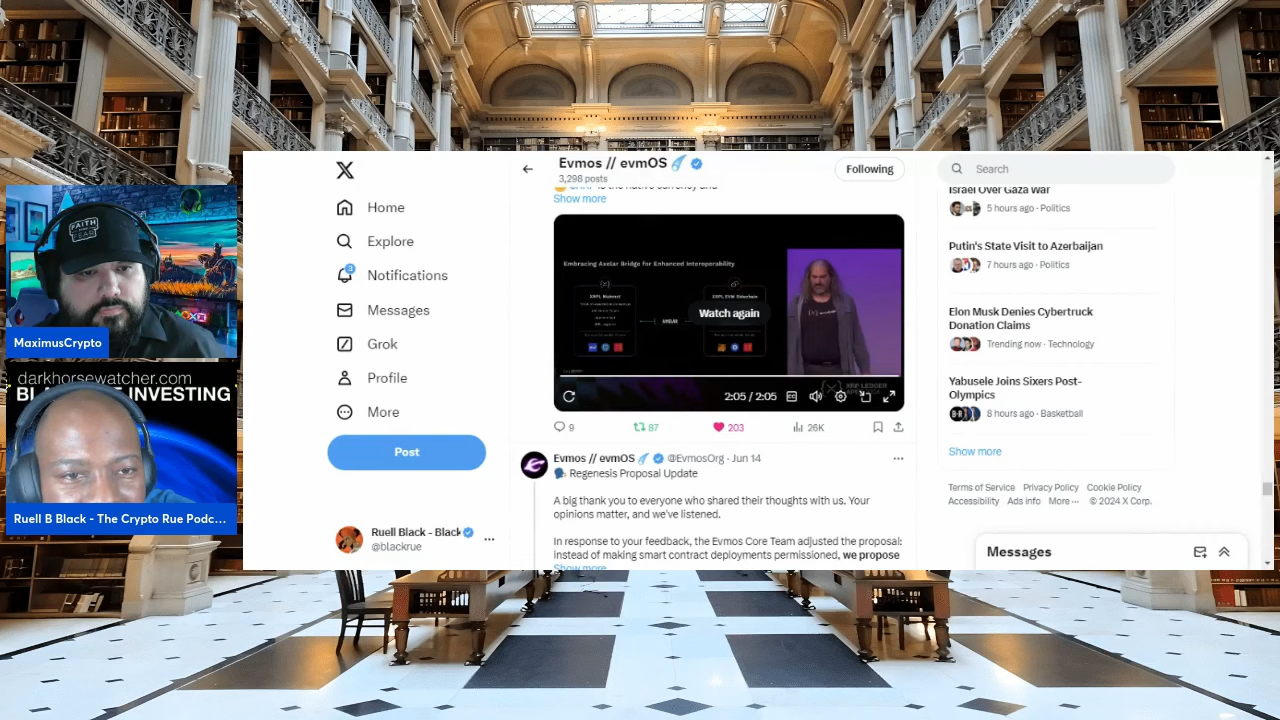 FAITH
LEAD
MaximusCrypto
darkhorsewatcher.com
INVESTING
Ruell B Black - The Crypto Rue Podc...
X
Home
Explore
Notifications
Messages
Grok
Profile
More
Post
Ruell Black - Black
@blackrue
Evmos // evmOS
3,298 posts
Following
Show more
Embracing Axelar Bridge for Enhanced Interoperability
XRPL Mainnet
AXELAR
Watch again
2:05 / 2:05
9
87
203
26K
Evmos // evmOS @EvmosOrg · Jun 14
Regenesis Proposal Update
A big thank you to everyone who shared their thoughts with us. Your
opinions matter, and we've listened.
In response to your feedback, the Evmos Core Team adjusted the proposal:
instead of making smart contract deployments permissioned, we propose
Show more
Search
Israel Over Gaza War
5 hours ago · Politics
Putin's State Visit to Azerbaijan
7 hours ago · Politics
Elon Musk Denies Cybertruck
Donation Claims
Trending now · Technology
Yabusele Joins Sixers Post-
Olympics
8 hours ago · Basketball
Show more
Terms of Service Privacy Policy Cookie Policy
Accessibility Ads info More ··· © 2024 X Corp.
Messages